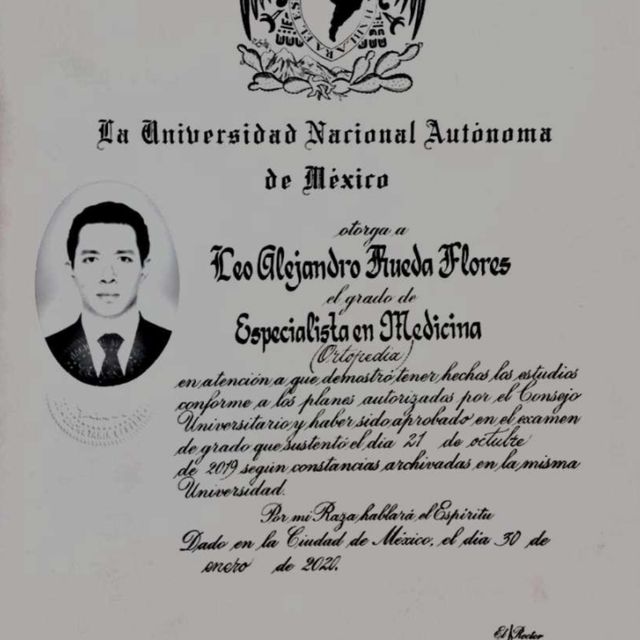 La Universidad Nacional Autónoma
de México
otorga a
Leo Alejandro Rueda Flores
el grado de
Especialista en Medicina
(Ortopedia)
en atención a que demostró tener hechos los estudios
conforme a los planes autorizados por el Consejo
Universitario y haber sido aprobado en el examen
de grado que sustentó el día 21 de octubre
de 2019 según constancias archivadas en la misma
Universidad.
Por mi Raza hablará el Espíritu
Dado en la Ciudad de México, el día 30 de
enero de 2020.
El Rector